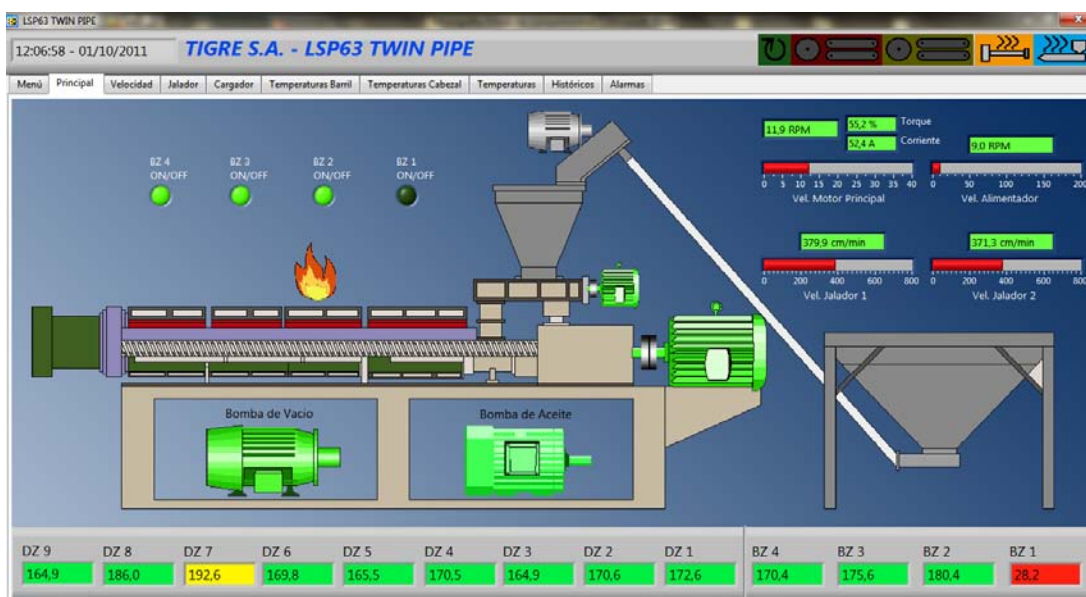 LSP63 TWIN PIPE
12:06:58 - 01/10/2011 TIGRE S.A. - LSP63 TWIN PIPE
Menú Principal Velocidad Jalador Cargador Temperaturas Barril Temperaturas Cabezal Temperaturas Históricos Alarmas
BZ 4 BZ 3 BZ 2 BZ 1
ON/OFF ON/OFF ON/OFF ON/OFF
11,9 RPM 55,2 % Torque
52,4 A Corriente 9,0 RPM
0 5 10 15 20 25 30 35 40 0 50 100 150 200
Vel. Motor Principal Vel. Alimentador
379,9 cm/min 371,3 cm/min
0 200 400 600 800 0 200 400 600 800
Vel. Jalador 1 Vel. Jalador 2
Bomba de Vacio Bomba de Aceite
DZ 9 DZ 8 DZ 7 DZ 6 DZ 5 DZ 4 DZ 3 DZ 2 DZ 1 BZ 4 BZ 3 BZ 2 BZ 1
164,9 186,0 192,6 169,8 165,5 170,5 164,9 170,6 172,6 170,4 175,6 180,4 28,2